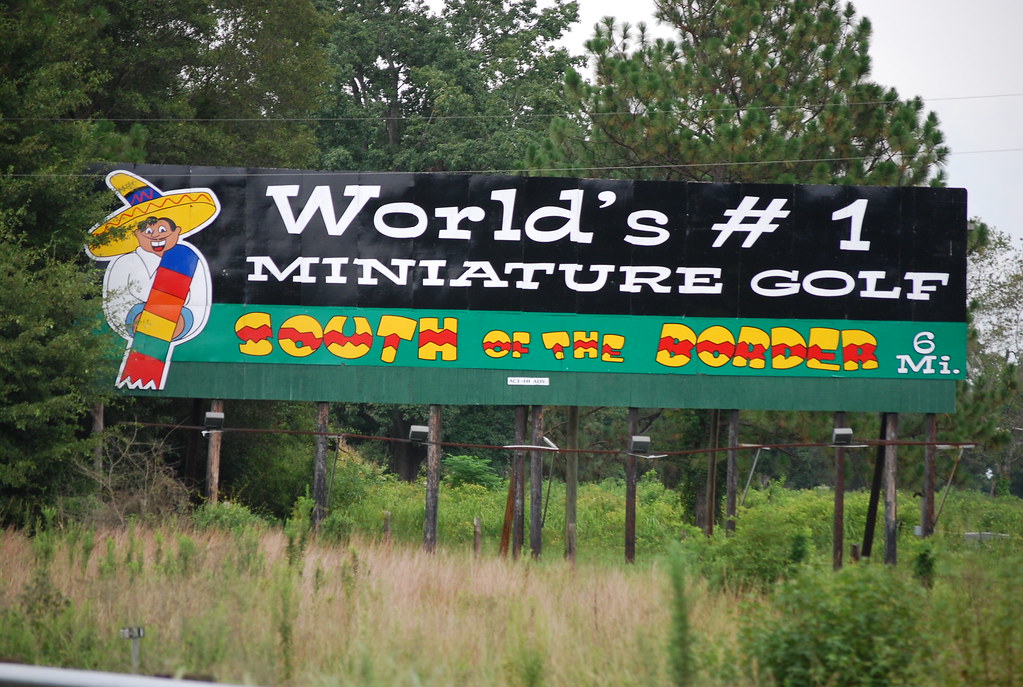 World's # 1
MINIATURE GOLF
SOUTH OF THE BORDER 6 Mi.